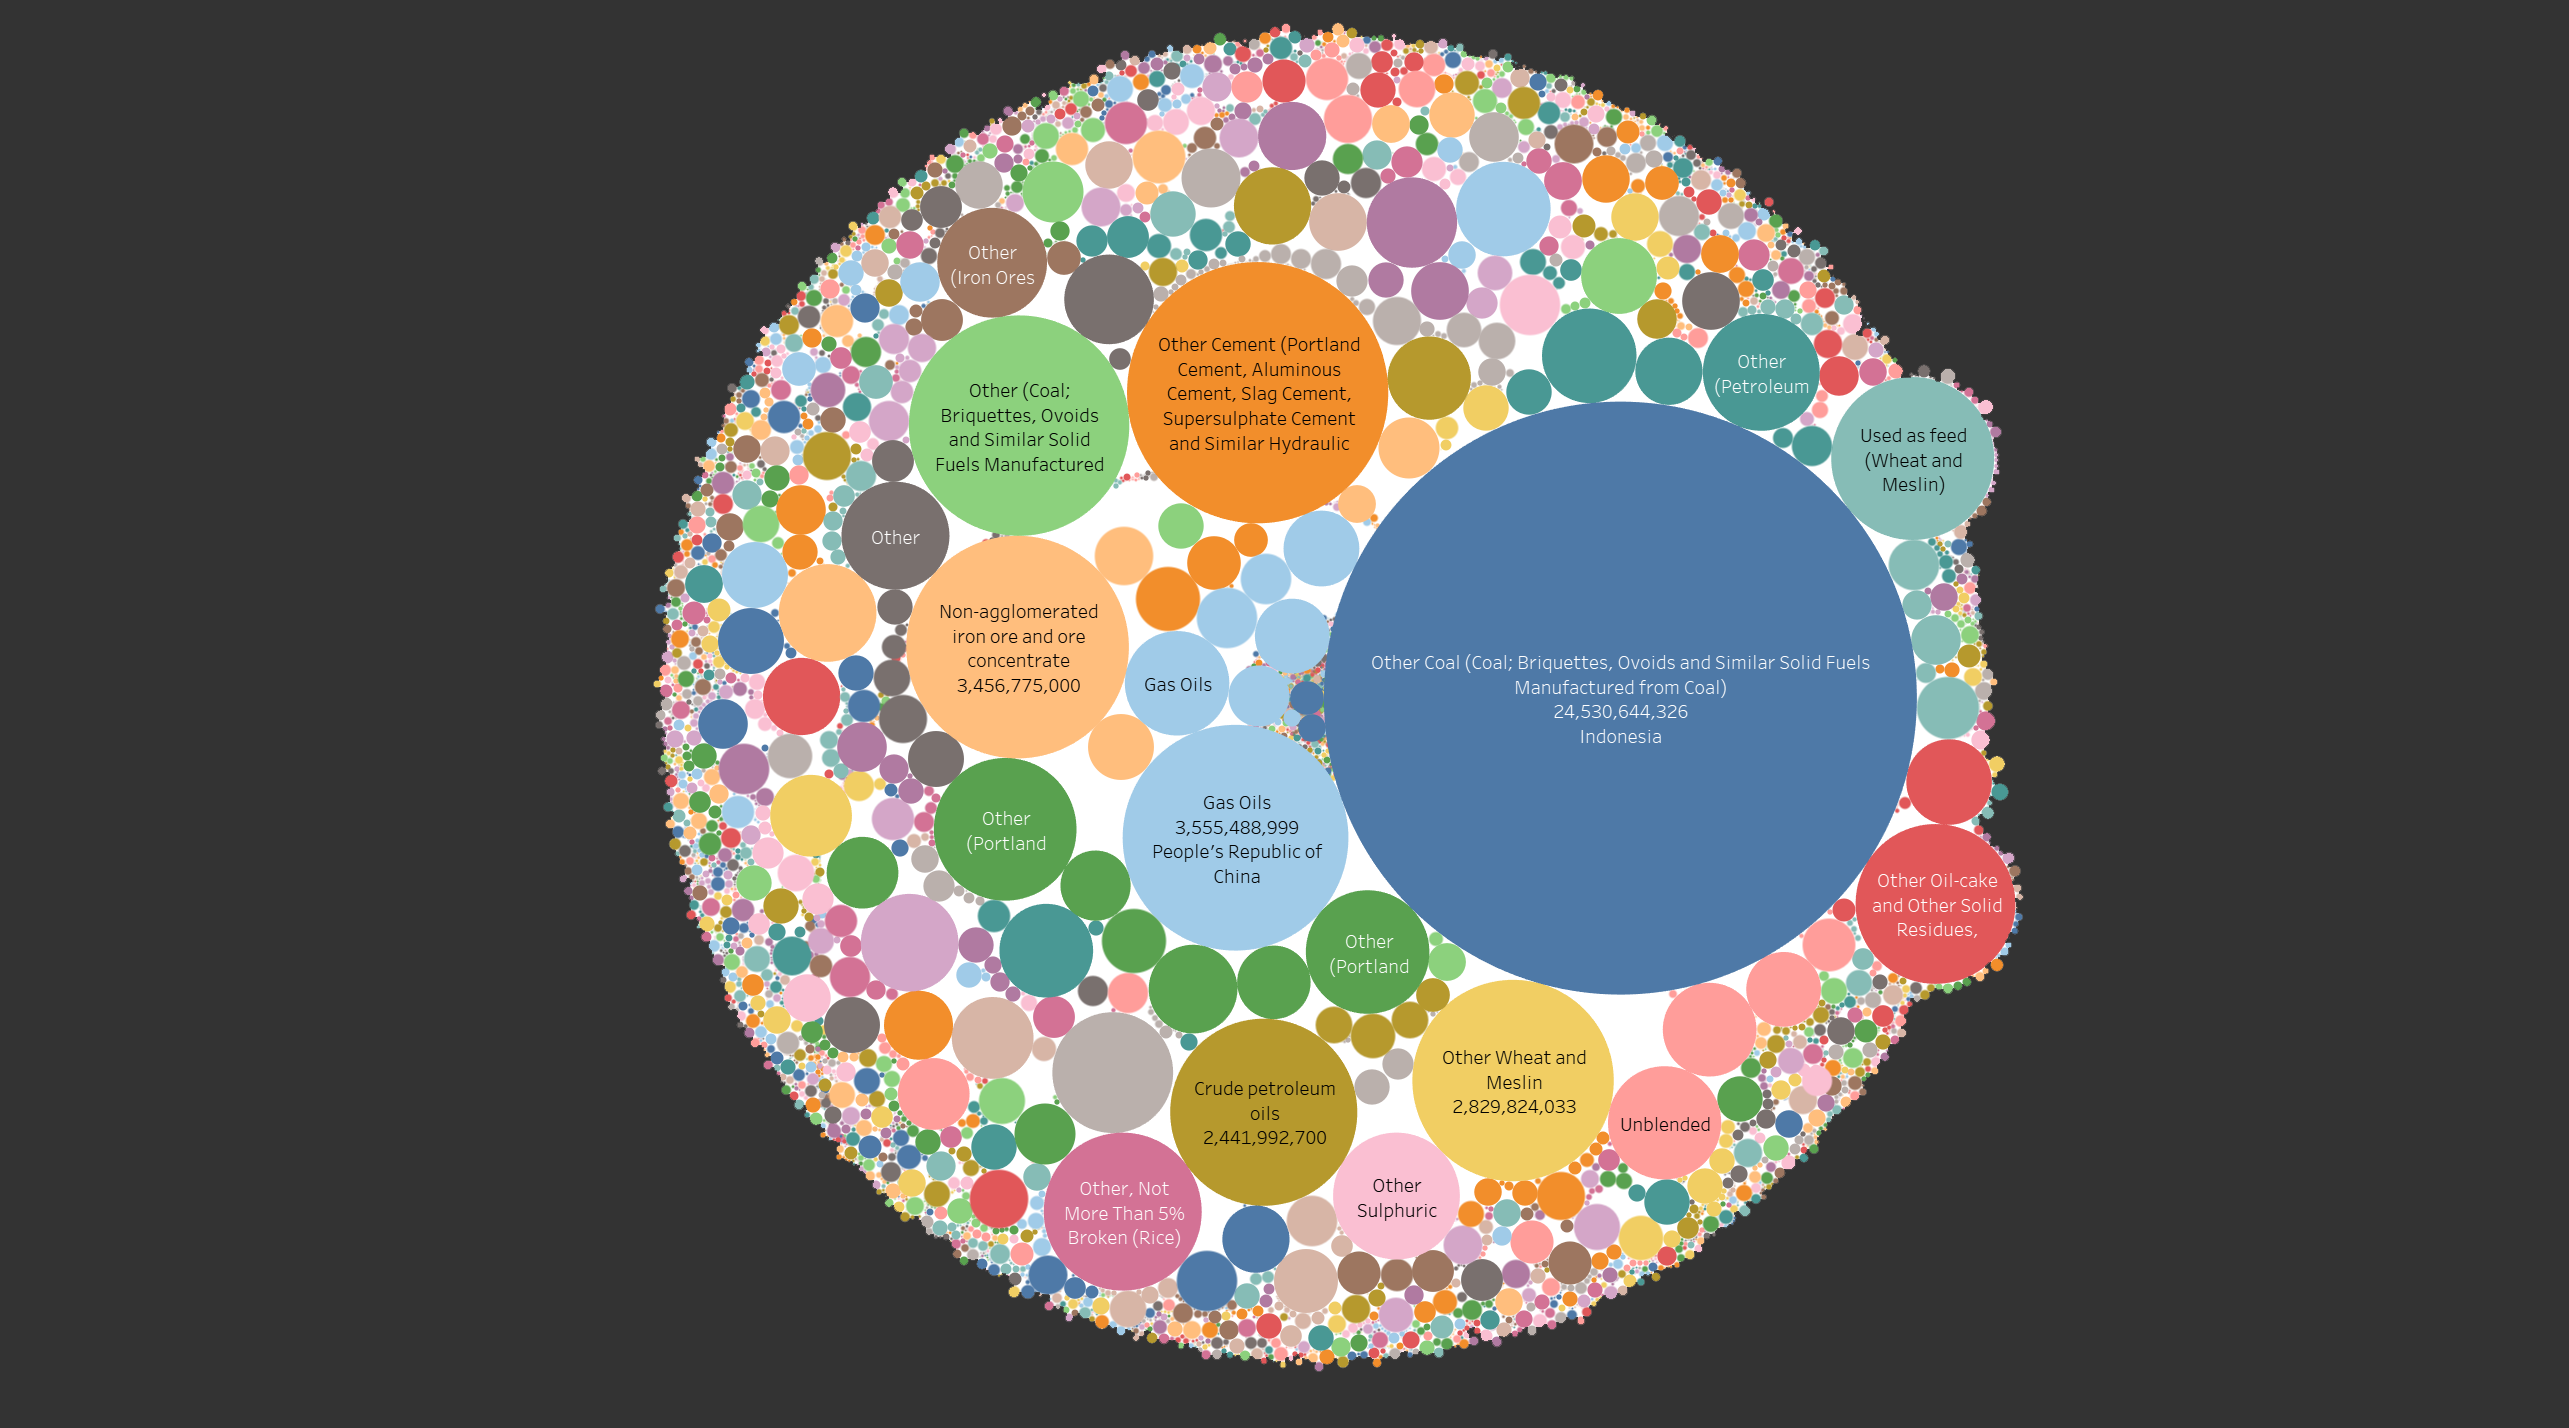 Other
(Iron Ores
Other Cement (Portland
Cement, Aluminous
Cement, Slag Cement,
Supersulphate Cement
and Similar Hydraulic
Other
(Petroleum
Other (Coal;
Briquettes, Ovoids
and Similar Solid
Fuels Manufactured
Used as feed
(Wheat and
Meslin)
Other
Non-agglomerated
iron ore and ore
concentrate
3,456,775,000
Gas Oils
Other Coal (Coal; Briquettes, Ovoids and Similar Solid Fuels
Manufactured from Coal)
24,530,644,326
Indonesia
Other
(Portland
Gas Oils
3,555,488,999
People’s Republic of
China
Other Oil-cake
and Other Solid
Residues,
Other
(Portland
Other Wheat and
Meslin
2,829,824,033
Crude petroleum
oils
2,441,992,700
Unblended
Other, Not
More Than 5%
Broken (Rice)
Other
Sulphuric